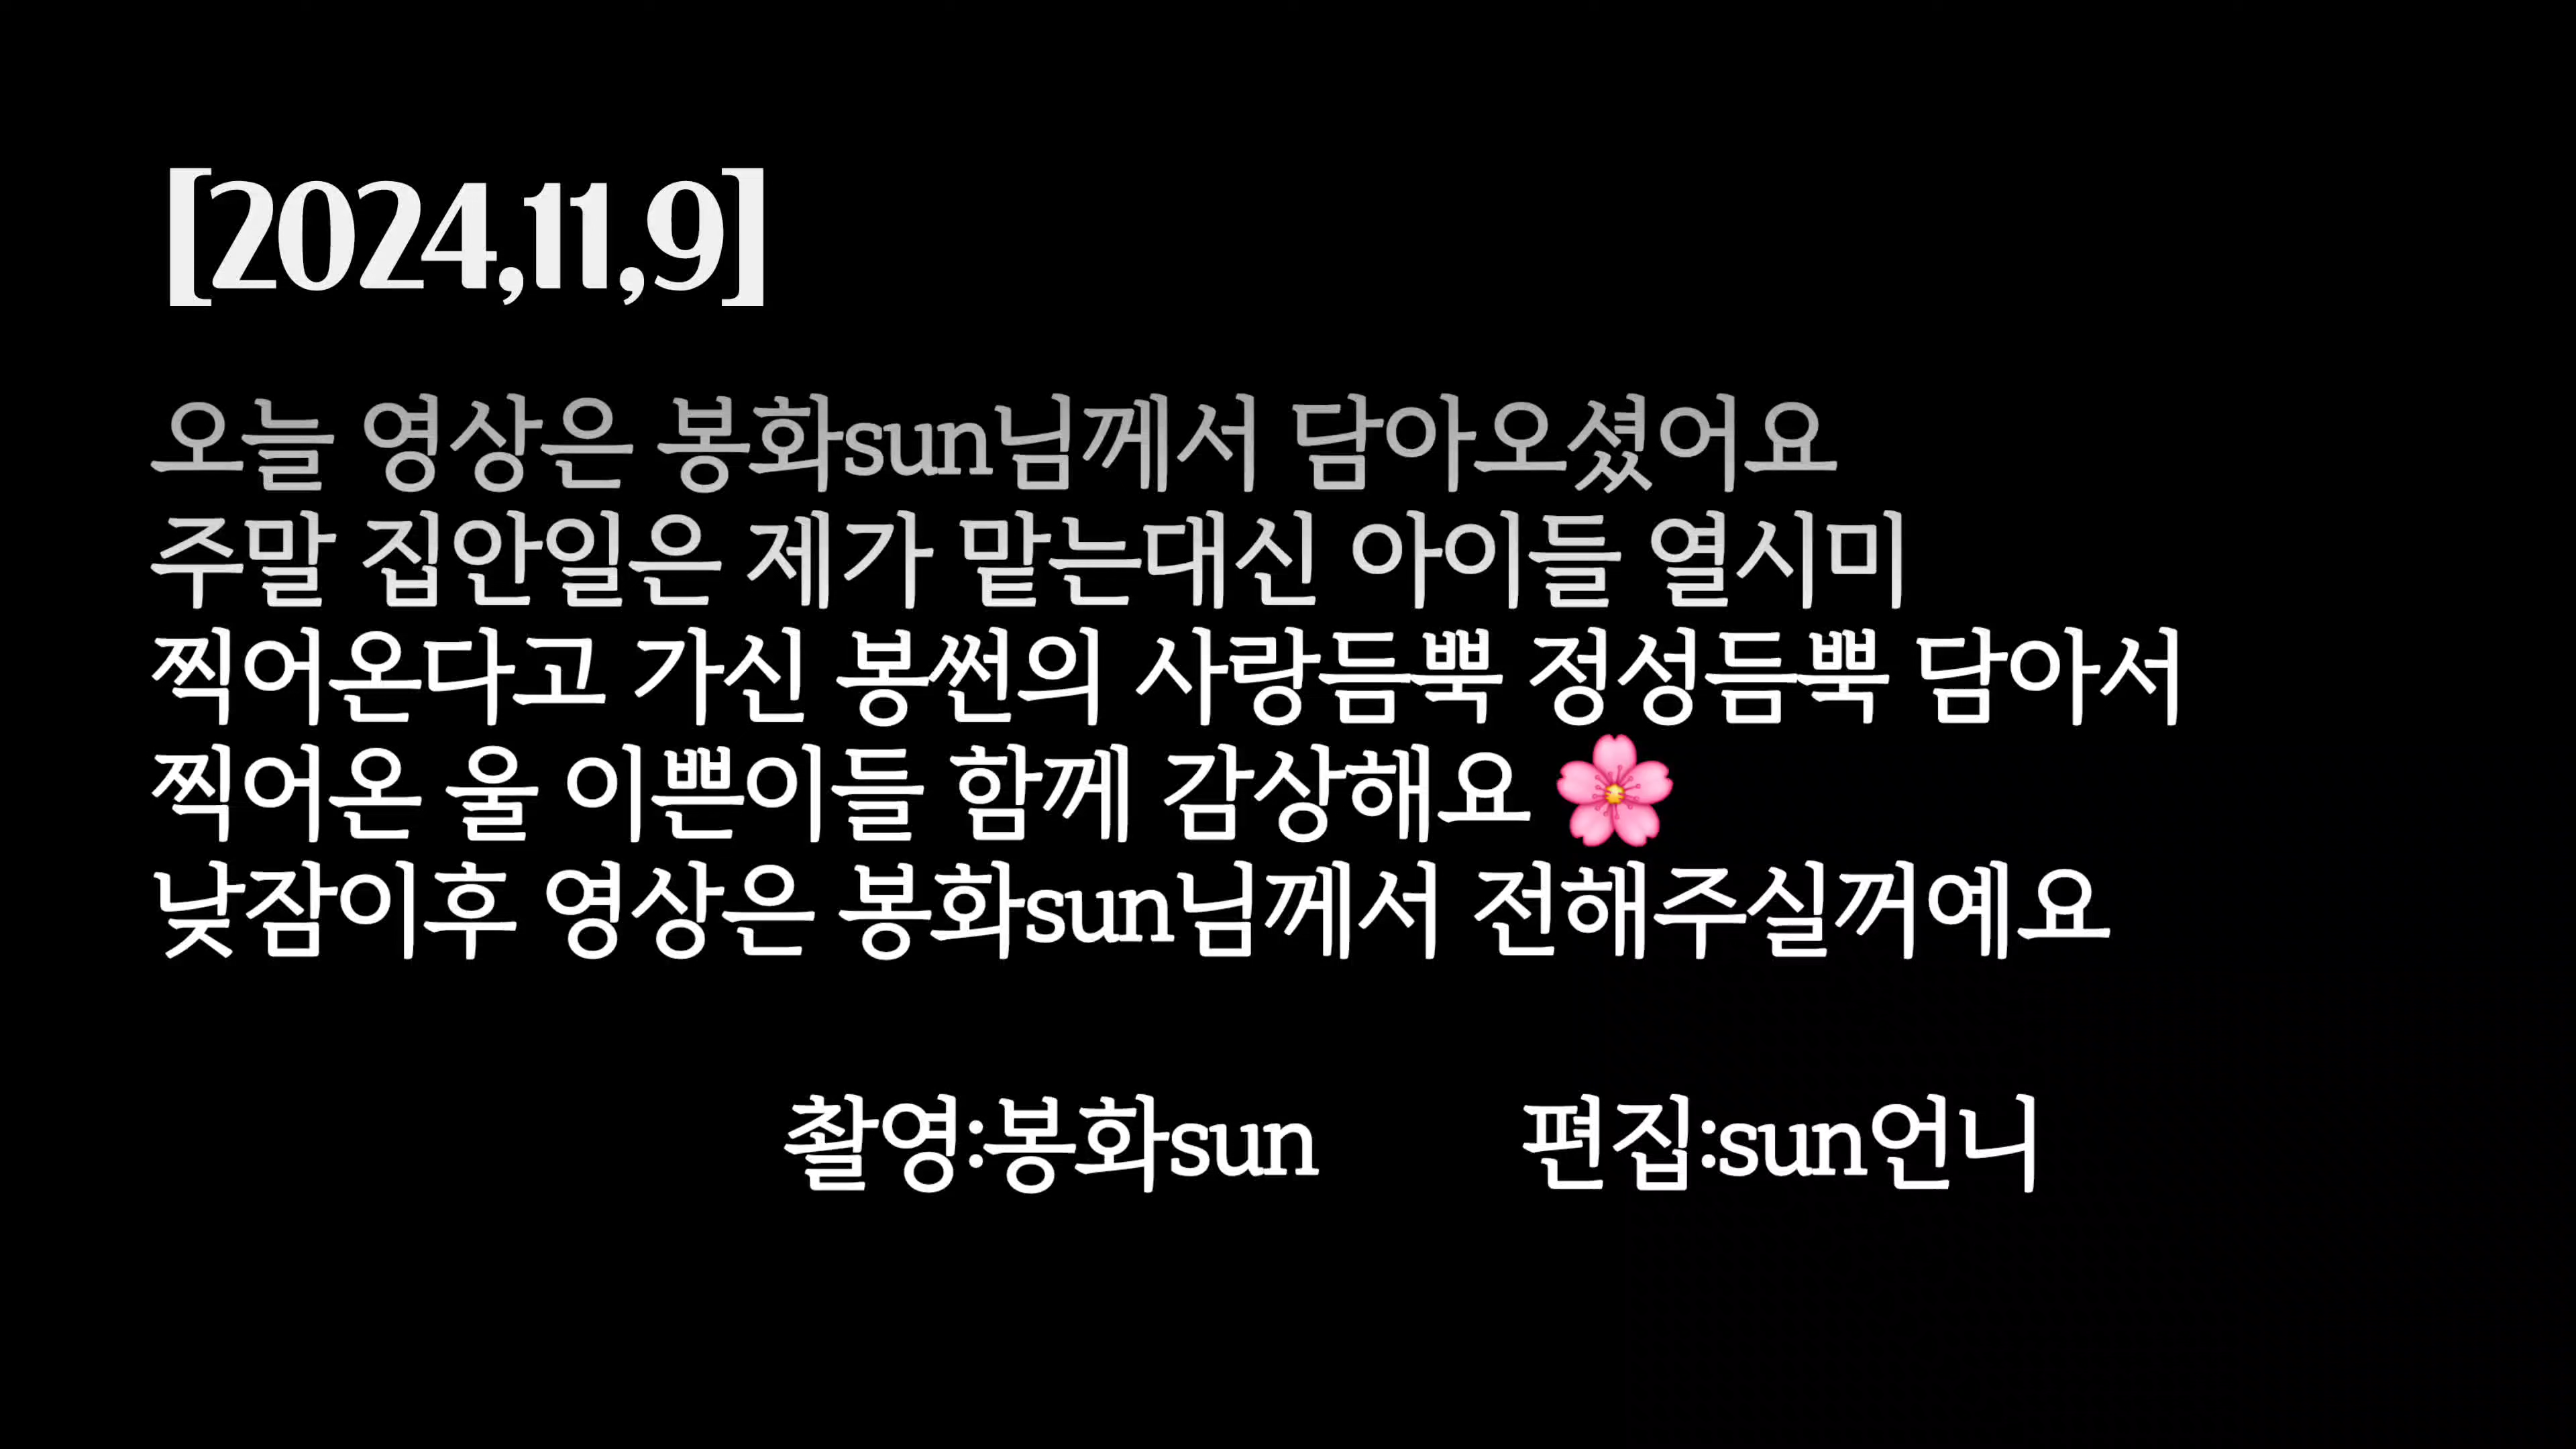 [2024,11,9]
오늘 영상은 봉화sun님께서 담아오셨어요
주말 집안일은 제가 맡는대신 아이들 열시미
찍어온다고 가신 봉썬의 사랑듬뿍 정성듬뿍 담아서
찍어온 울 이쁜이들 함께 감상해요 🌸
낮잠이후 영상은 봉화sun님께서 전해주실꺼예요
촬영:봉화sun 편집:sun언니